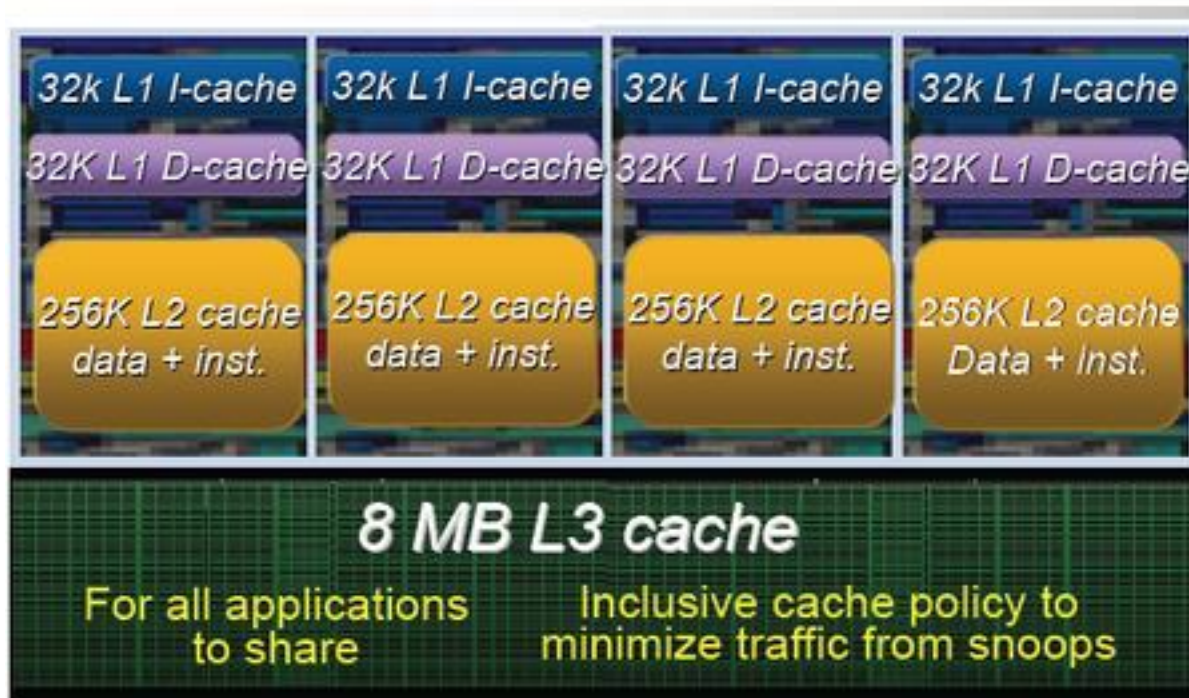 32k L1 I-cache
32K L1 D-cache
256K L2 cache
data + inst.
32k L1 I-cache
32K L1 D-cache
256K L2 cache
data + inst.
32k L1 I-cache
32K L1 D-cache
256K L2 cache
data + inst.
32k L1 I-cache
32K L1 D-cache
256K L2 cache
Data + Inst.
8 MB L3 cache
For all applications
to share
Inclusive cache policy to
minimize traffic from snoops